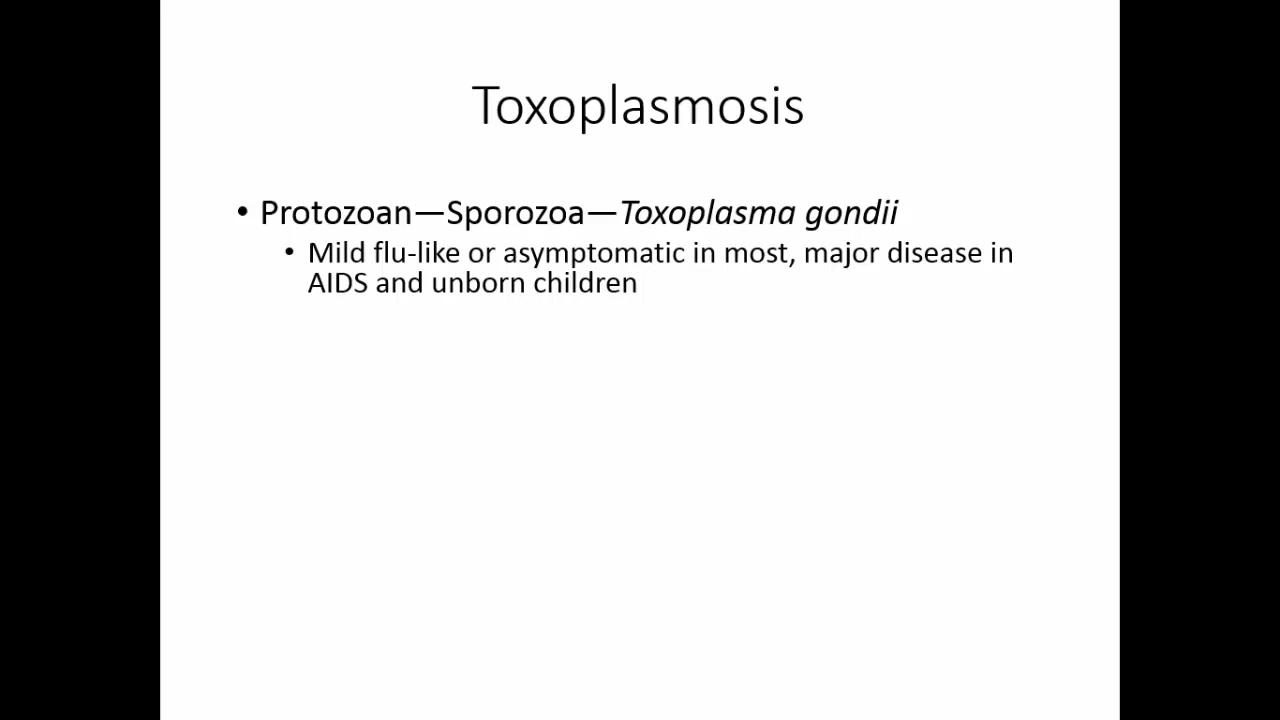 Toxoplasmosis
• Protozoan—Sporozoa—Toxoplasma gondii
• Mild flu-like or asymptomatic in most, major disease in
AIDS and unborn children